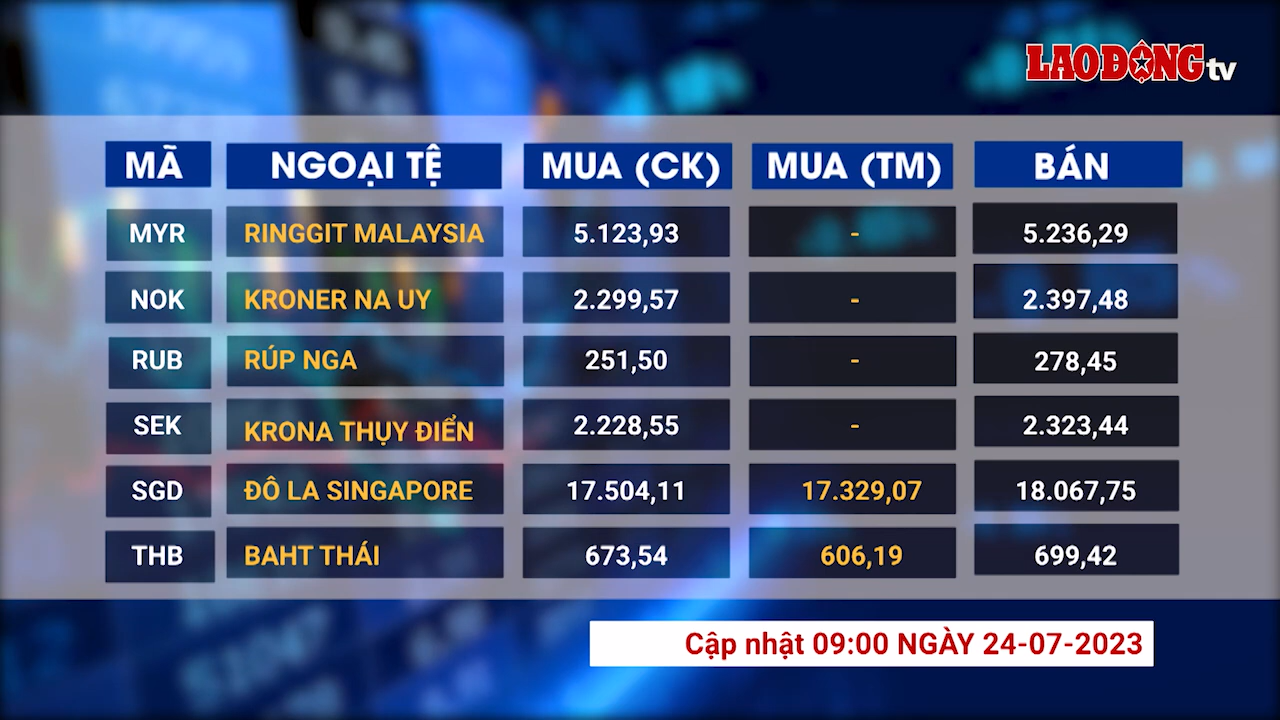 LAO ĐỘNG tv
MÃ NGOẠI TỆ MUA (CK) MUA (TM) BÁN
MYR RINGGIT MALAYSIA 5.123,93 - 5.236,29
NOK KRONER NA UY 2.299,57 - 2.397,48
RUB RÚP NGA 251,50 - 278,45
SEK KRONA THỤY ĐIỂN 2.228,55 - 2.323,44
SGD ĐÔ LA SINGAPORE 17.504,11 17.329,07 18.067,75
THB BAHT THÁI 673,54 606,19 699,42
Cập nhật 09:00 NGÀY 24-07-2023